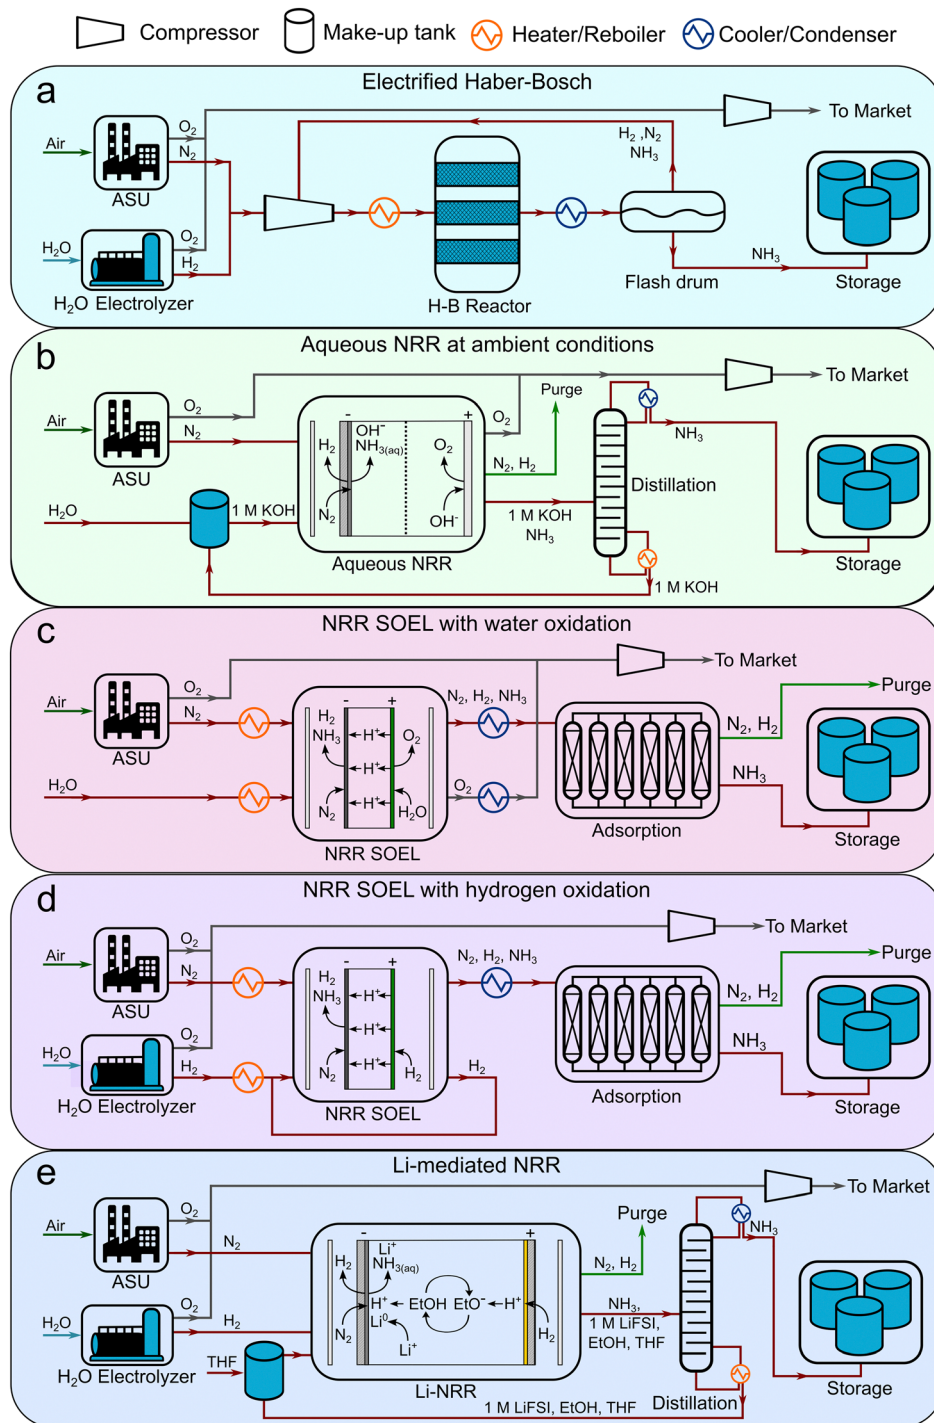 Compressor
Make-up tank
Heater/Reboiler
Cooler/Condenser
a
Electrified Haber-Bosch
Air
O₂
N₂
ASU
H₂O
O₂
H₂
H₂O Electrolyzer
H-B Reactor
H₂ ,N₂
NH₃
Flash drum
To Market
NH₃
Storage
b
Aqueous NRR at ambient conditions
Air
O₂
N₂
ASU
H₂O
1 M KOH
-
+
OH⁻
H₂
NH₃(aq)
N₂
O₂
OH⁻
Aqueous NRR
O₂
N₂, H₂
Purge
1 M KOH
NH₃
Distillation
1 M KOH
To Market
NH₃
Storage
c
NRR SOEL with water oxidation
Air
O₂
N₂
ASU
H₂O
-
+
H₂
NH₃
H⁺
O₂
H⁺
N₂
H⁺
H₂O
NRR SOEL
N₂, H₂, NH₃
O₂
To Market
Adsorption
Purge
N₂, H₂
NH₃
Storage
d
NRR SOEL with hydrogen oxidation
Air
O₂
N₂
ASU
H₂O
O₂
H₂
H₂O Electrolyzer
-
+
H₂
NH₃
H⁺
H⁺
N₂
H⁺
H₂
NRR SOEL
N₂, H₂, NH₃
H₂
To Market
Adsorption
Purge
N₂, H₂
NH₃
Storage
e
Li-mediated NRR
Air
O₂
N₂
ASU
H₂O
O₂
H₂
H₂O Electrolyzer
THF
-
+
Li⁺
H₂
NH₃(aq)
H⁺
EtOH
EtO⁻
H⁺
Li⁰
N₂
Li⁺
H₂
Li-NRR
Purge
N₂, H₂
NH₃,
1 M LiFSI,
EtOH, THF
Distillation
1 M LiFSI, EtOH, THF
To Market
NH₃
Storage